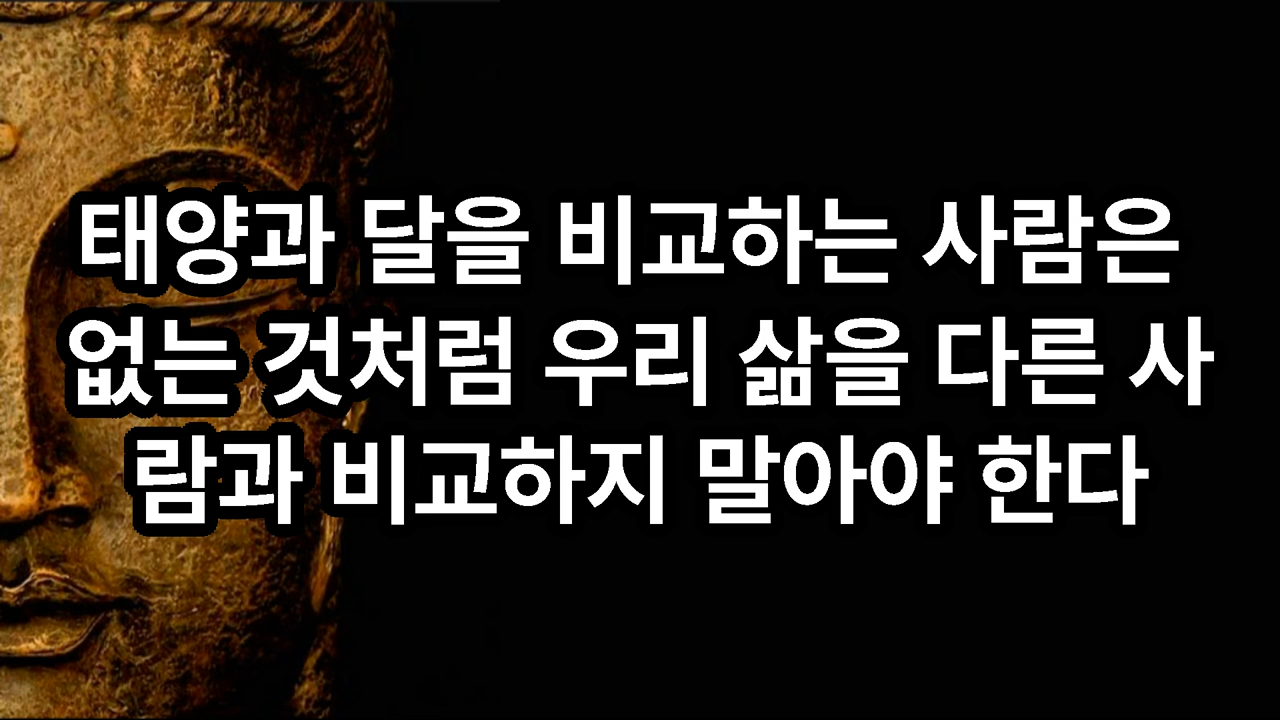 태양과 달을 비교하는 사람은
없는 것처럼 우리 삶을 다른 사
람과 비교하지 말아야 한다